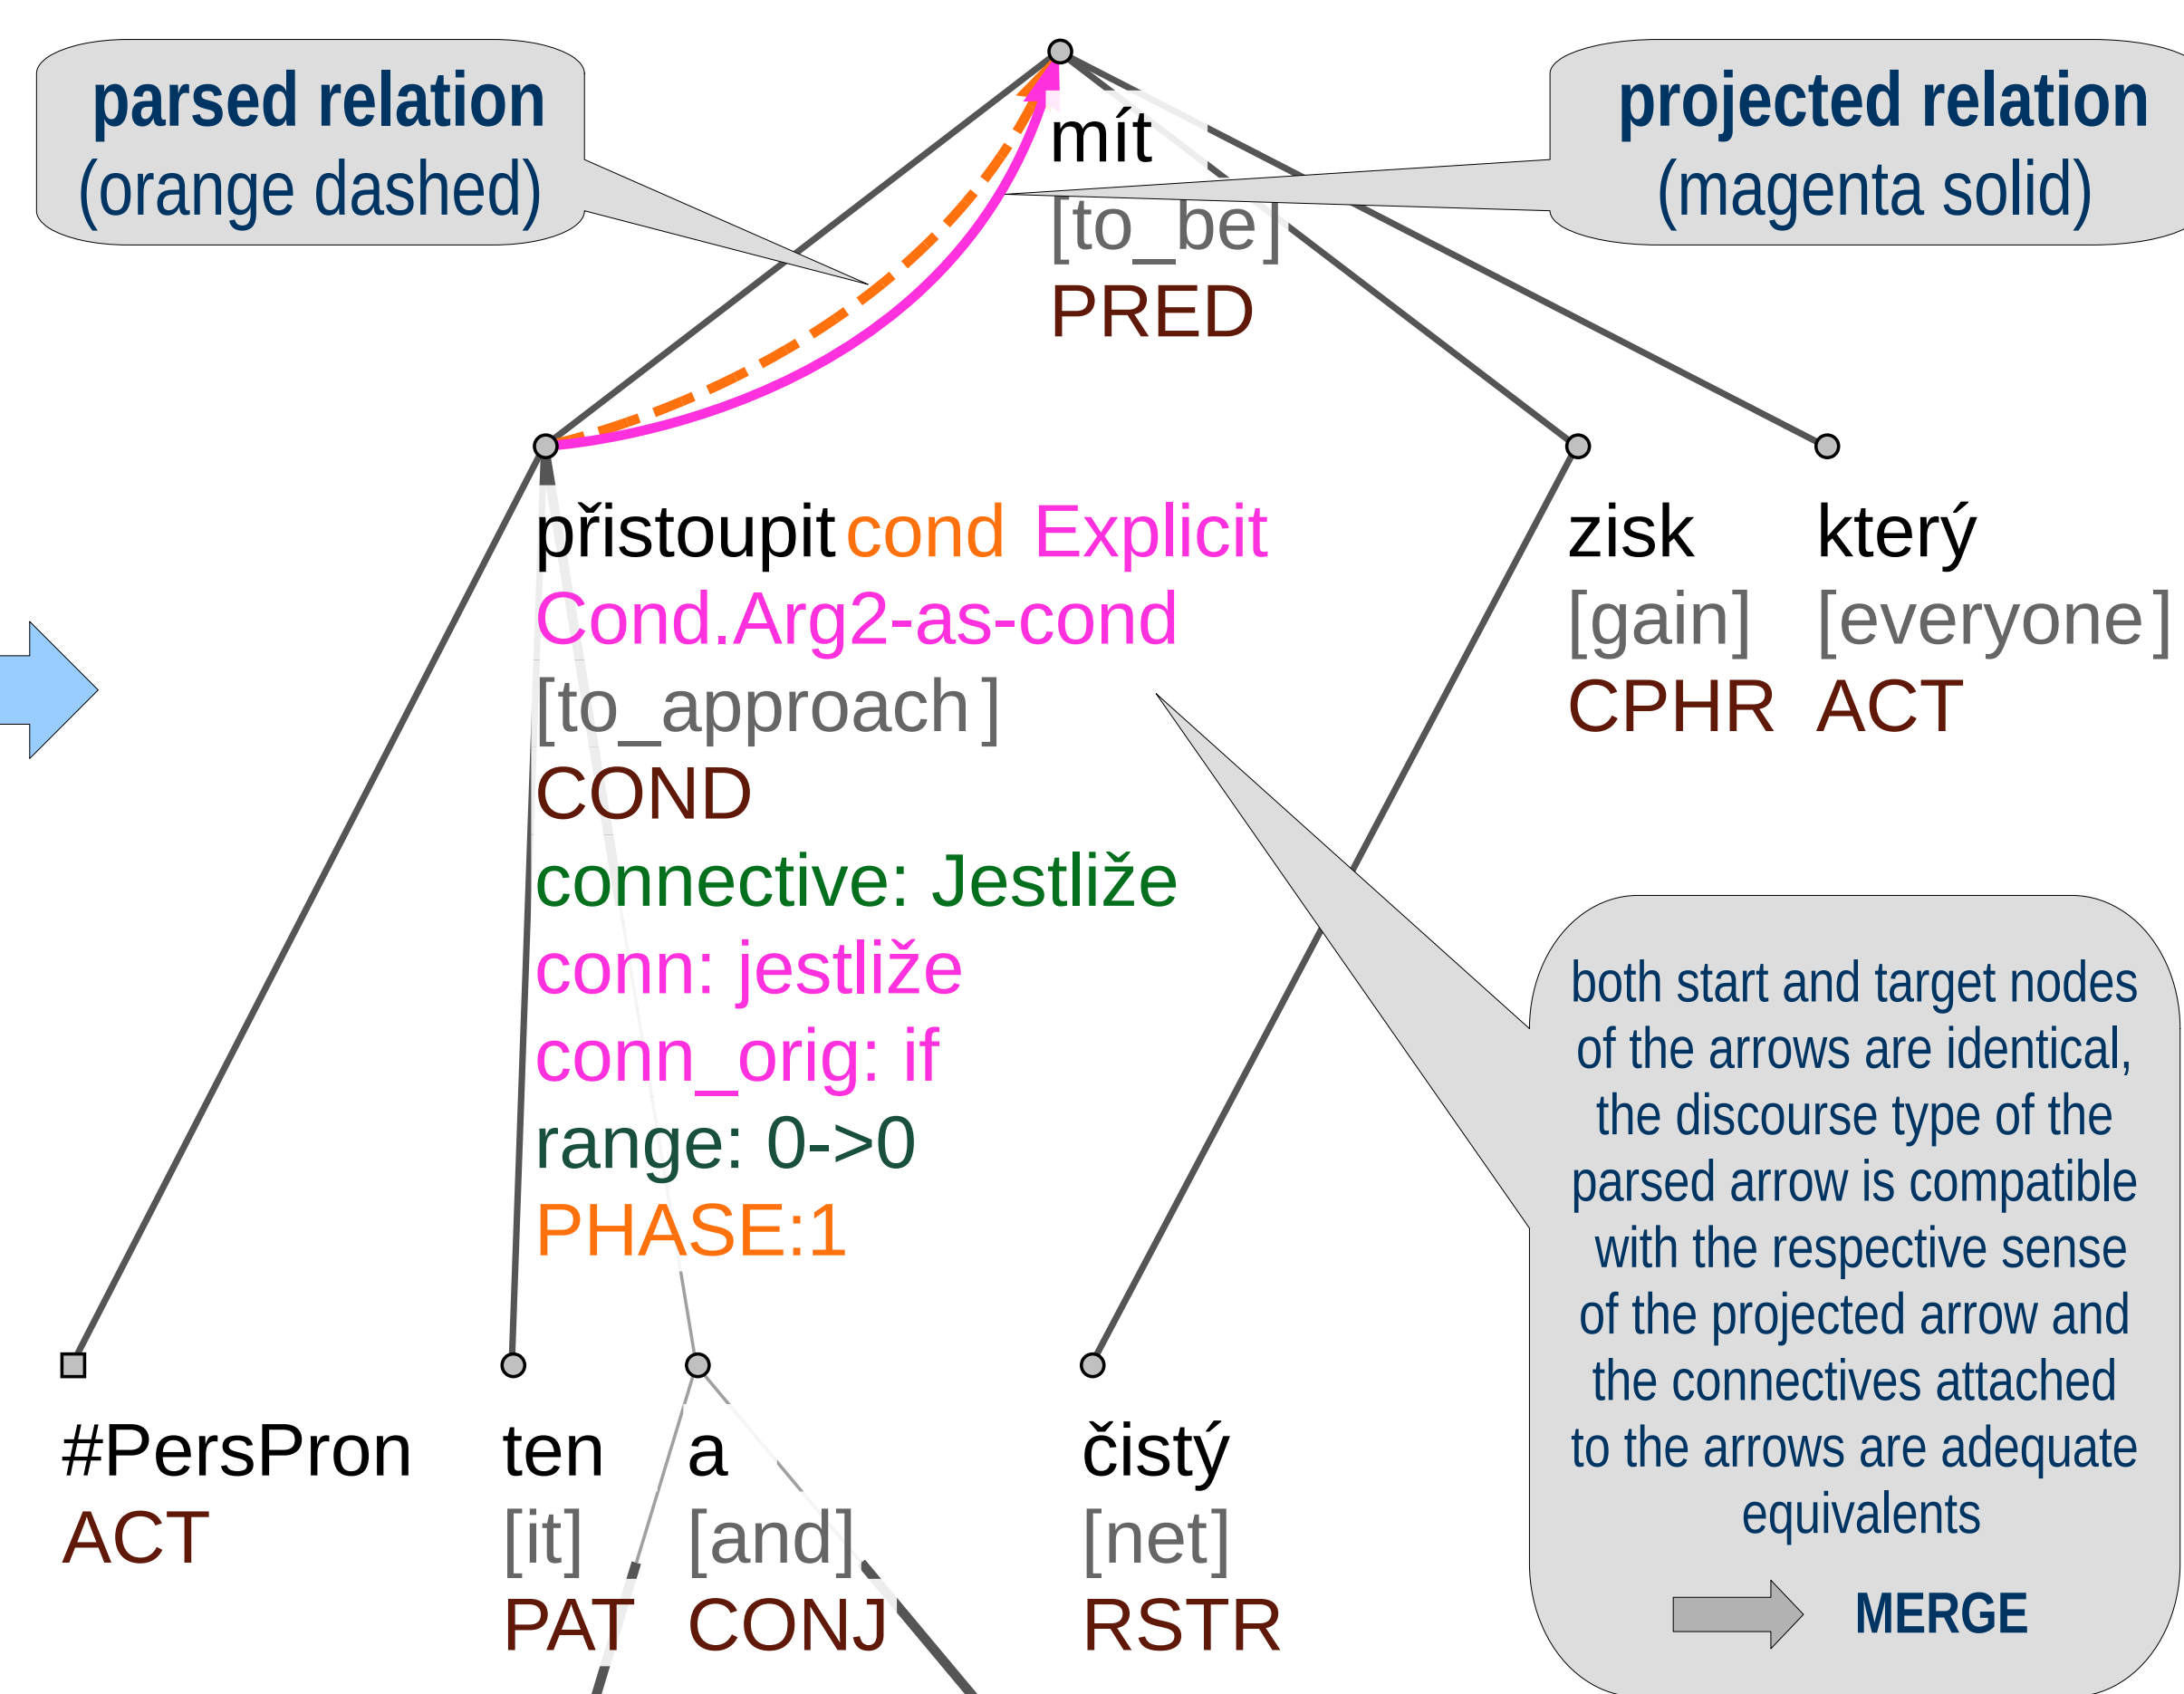 parsed relation
(orange dashed)
projected relation
(magenta solid)
mít
[to_be]
PRED
přistoupit cond Explicit
Cond.Arg2-as-cond
[to_approach]
COND
connective: Jestliže
conn: jestliže
conn_orig: if
range: 0->0
PHASE:1
zisk
[gain]
CPHR
který
[everyone]
ACT
both start and target nodes
of the arrows are identical,
the discourse type of the
parsed arrow is compatible
with the respective sense
of the projected arrow and
the connectives attached
to the arrows are adequate
equivalents
MERGE
#PersPron
ACT
ten
[it]
PAT
a
[and]
CONJ
čistý
[net]
RSTR